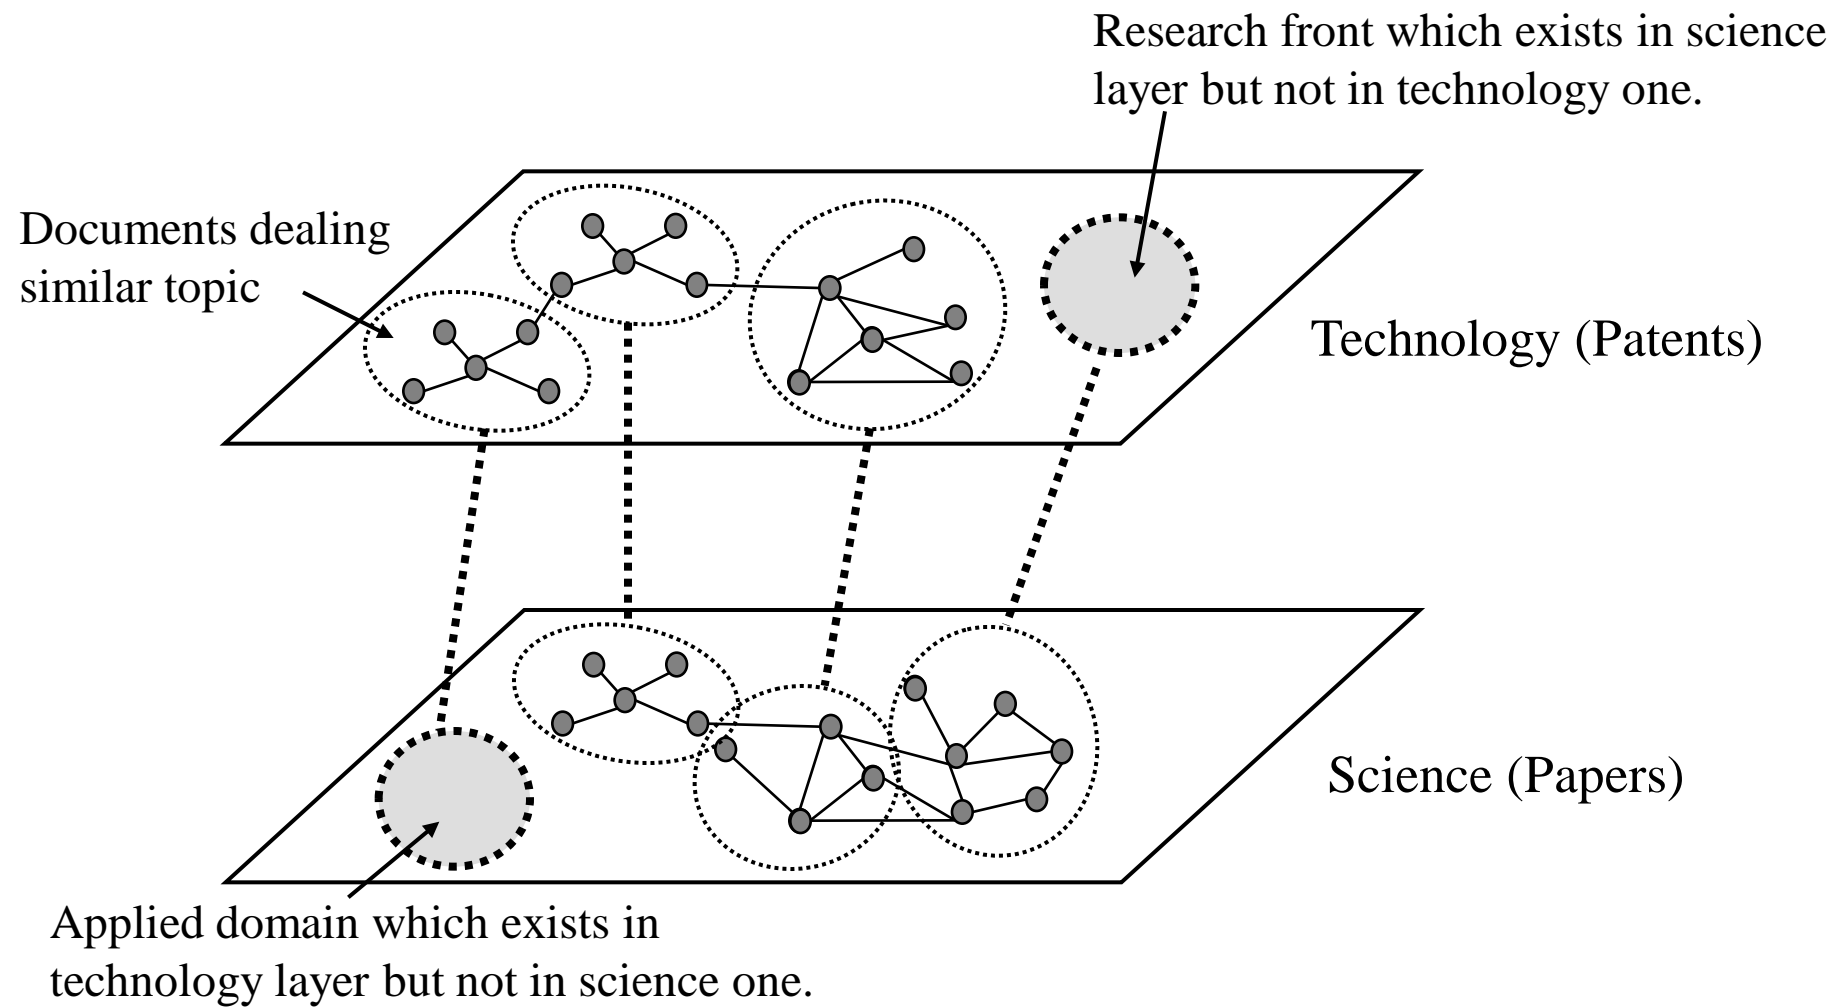 Research front which exists in science
layer but not in technology one.
Documents dealing
similar topic
Technology (Patents)
Science (Papers)
Applied domain which exists in
technology layer but not in science one.